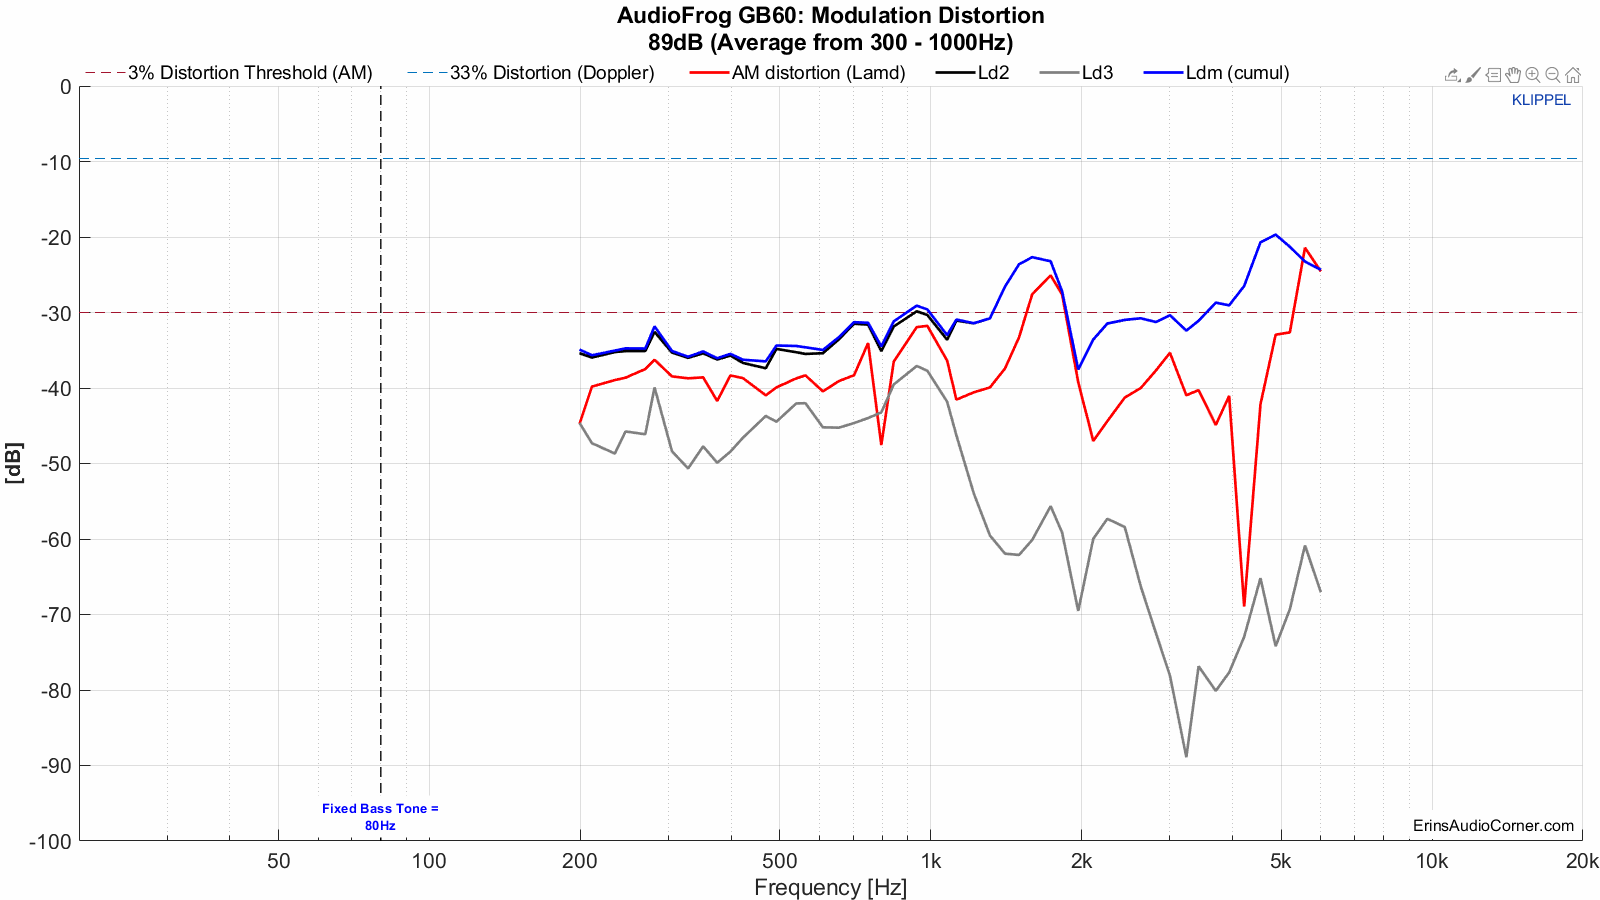 AudioFrog GB60: Modulation Distortion
89dB (Average from 300 - 1000Hz)
3% Distortion Threshold (AM) 33% Distortion (Doppler) AM distortion (Lamd) Ld2 Ld3 Ldm (cumul)
KLIPPEL
0
-10
-20
-30
-40
-50
-60
-70
-80
-90
-100
[dB]
Fixed Bass Tone =
80Hz
ErinsAudioCorner.com
50 100 200 500 1k 2k 5k 10k 20k
Frequency [Hz]